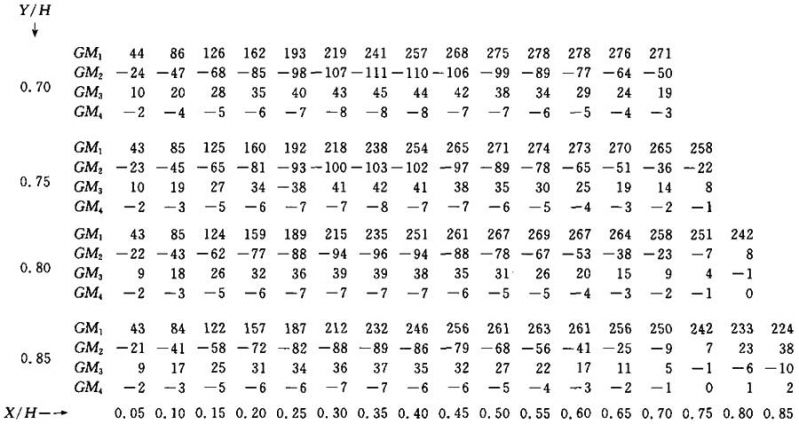 Y/H
↓
GM₁ 44 86 126 162 193 219 241 257 268 275 278 278 276 271
GM₂ −24 −47 −68 −85 −98 −107 −111 −110 −106 −99 −89 −77 −64 −50
0.70
GM₃ 10 20 28 35 40 43 45 44 42 38 34 29 24 19
GM₄ −2 −4 −5 −6 −7 −8 −8 −8 −7 −7 −6 −5 −4 −3
GM₁ 43 85 125 160 192 218 238 254 265 271 274 273 270 265 258
GM₂ −23 −45 −65 −81 −93 −100 −103 −102 −97 −89 −78 −65 −51 −36 −22
0.75
GM₃ 10 19 27 34 −38 41 42 41 38 35 30 25 19 14 8
GM₄ −2 −3 −5 −6 −7 −7 −8 −7 −7 −6 −5 −4 −3 −2 −1
GM₁ 43 85 124 159 189 215 235 251 261 267 269 267 264 258 251 242
GM₂ −22 −43 −62 −77 −88 −94 −96 −94 −88 −78 −67 −53 −38 −23 −7 8
0.80
GM₃ 9 18 26 32 36 39 39 38 35 31 26 20 15 9 4 −1
GM₄ −2 −3 −5 −6 −7 −7 −7 −7 −6 −5 −5 −4 −3 −2 −1 0
GM₁ 43 84 122 157 187 212 232 246 256 261 263 261 256 250 242 233 224
GM₂ −21 −41 −58 −72 −82 −88 −89 −86 −79 −68 −56 −41 −25 −9 7 23 38
0.85
GM₃ 9 17 25 31 34 36 37 35 32 27 22 17 11 5 −1 −6 −10
GM₄ −2 −3 −5 −6 −6 −7 −7 −6 −6 −5 −4 −3 −2 −1 0 1 2
X/H−→ 0.05 0.10 0.15 0.20 0.25 0.30 0.35 0.40 0.45 0.50 0.55 0.60 0.65 0.70 0.75 0.80 0.85